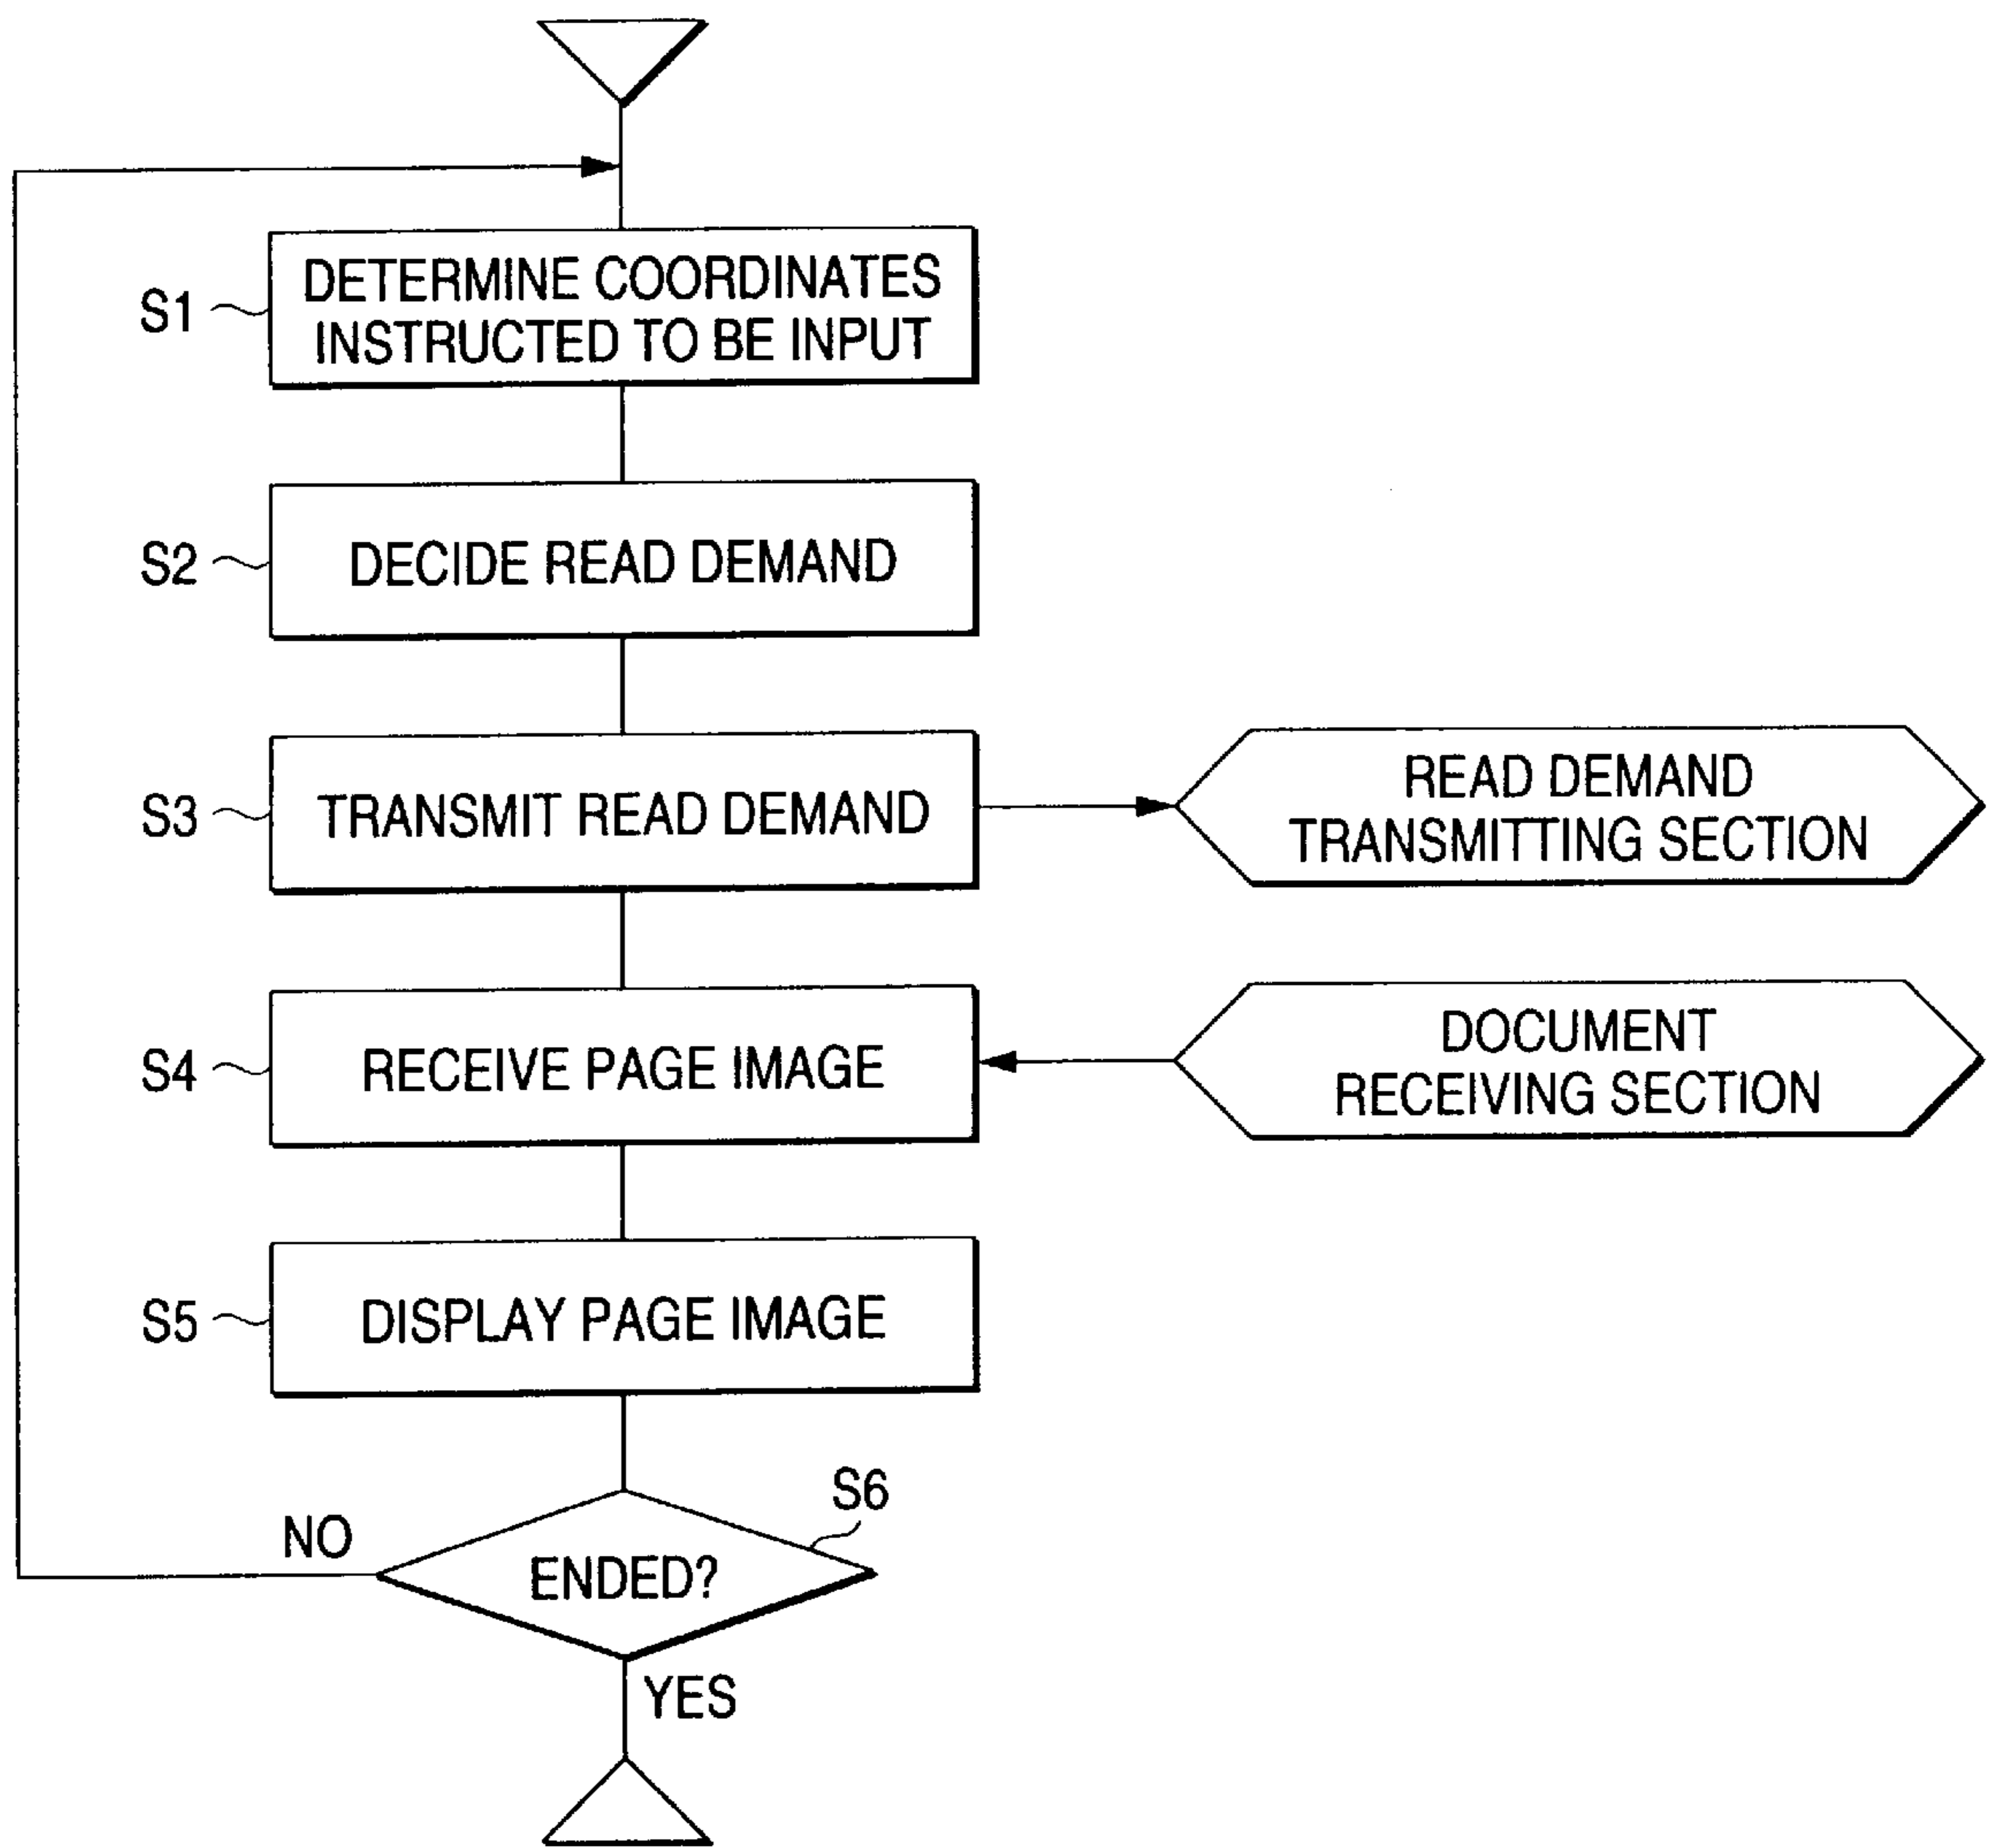 S1
DETERMINE COORDINATES
INSTRUCTED TO BE INPUT
S2
DECIDE READ DEMAND
S3
TRANSMIT READ DEMAND
READ DEMAND
TRANSMITTING SECTION
S4
RECEIVE PAGE IMAGE
DOCUMENT
RECEIVING SECTION
S5
DISPLAY PAGE IMAGE
S6
NO
ENDED?
YES